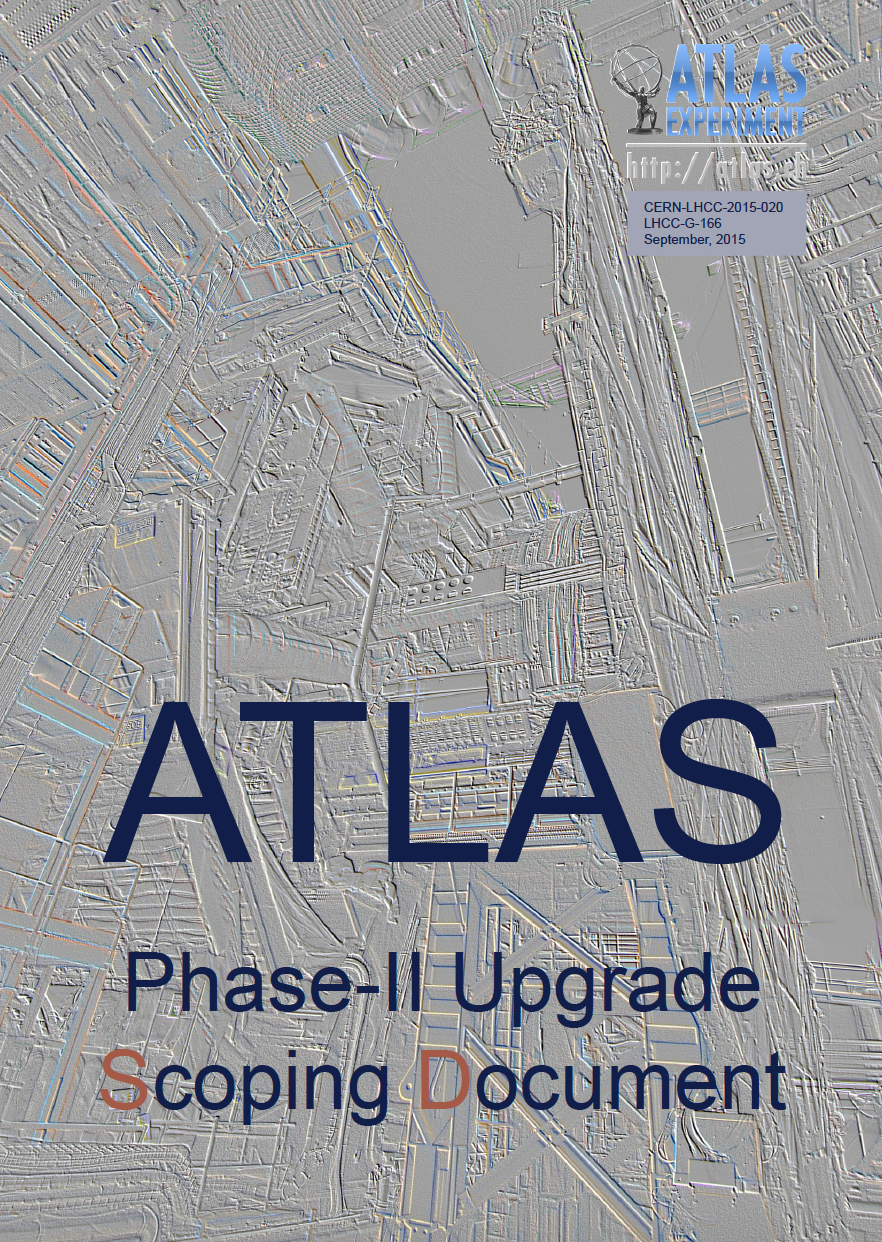 ATLAS
EXPERIMENT
http://atlas.ch
CERN-LHCC-2015-020
LHCC-G-166
September, 2015
ATLAS
Phase-II Upgrade
Scoping Document